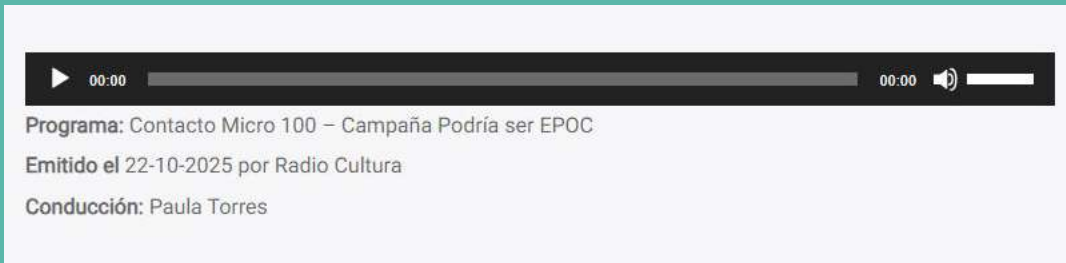 00:00 00:00
Programa: Contacto Micro 100 – Campaña Podría ser EPOC
Emitido el 22-10-2025 por Radio Cultura
Conducción: Paula Torres